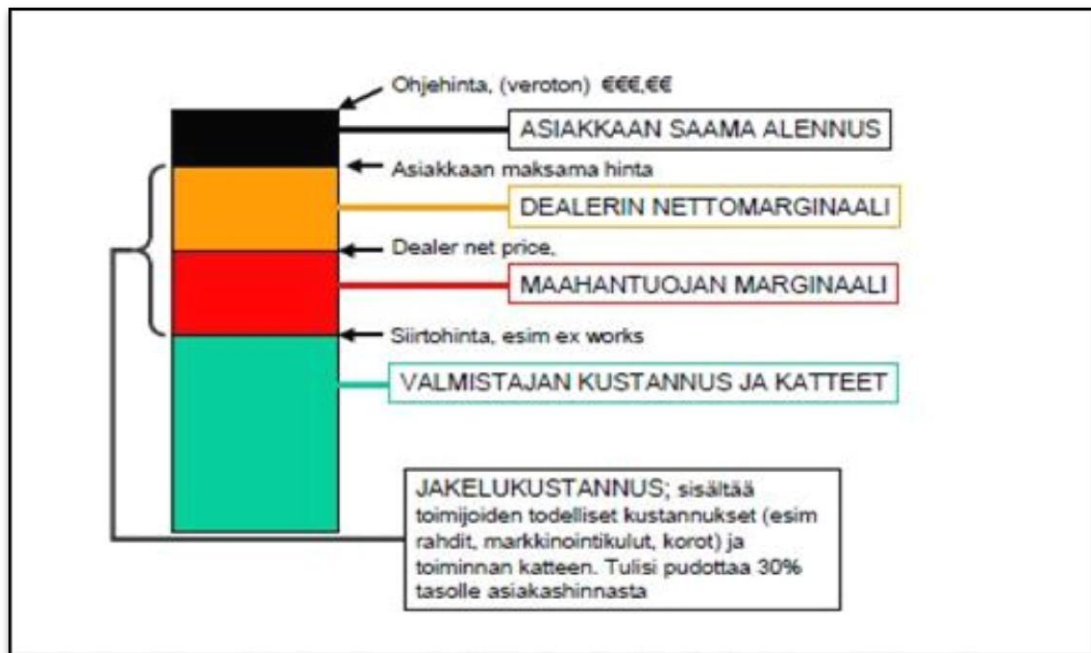 Ohjehinta, (veroton) €€€,€€
ASIAKKAAN SAAMA ALENNUS
Asiakkaan maksama hinta
DEALERIN NETTOMARGINAALI
Dealer net price,
MAAHANTUOJAN MARGINAALI
Siirtohinta, esim ex works
VALMISTAJAN KUSTANNUS JA KATTEET
JAKELUKUSTANNUS; sisältää
toimijoiden todelliset kustannukset (esim
rahdit, markkinointikulut, korot) ja
toiminnan katteen. Tulisi pudottaa 30%
tasolle asiakashinnasta